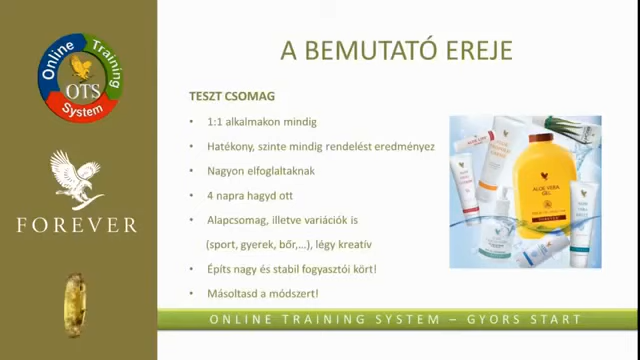 Online Training System
OTS
FOREVER
A BEMUTATÓ EREJE
TESZT CSOMAG
• 1:1 alkalmakon mindig
• Hatékony, szinte mindig rendelést eredményez
• Nagyon elfoglaltaknak
• 4 napra hagyd ott
• Alapcsomag, illetve variációk is
(sport, gyerek, bőr,…), légy kreatív
• Építs nagy és stabil fogyasztói kört!
• Másoltasd a módszert!
ALOE VERA
GEL
ONLINE TRAINING SYSTEM – GYORS START